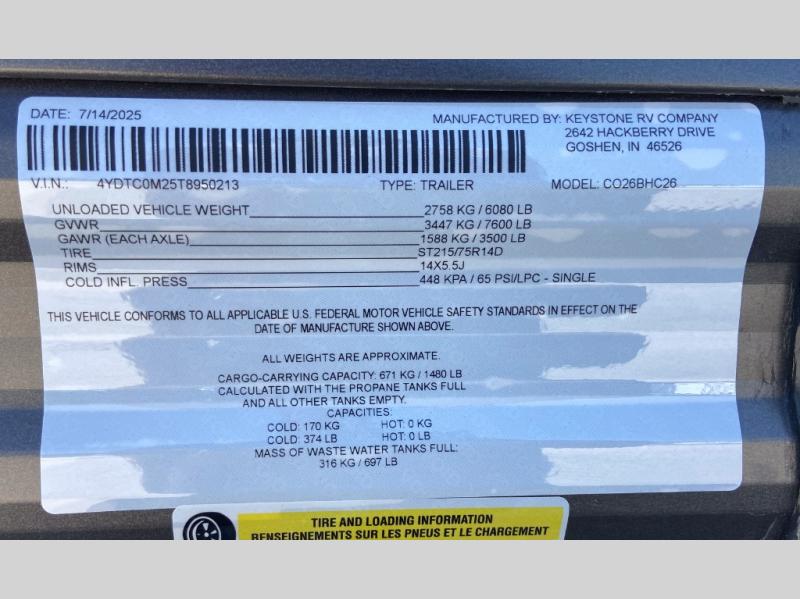 DATE: 7/14/2025
MANUFACTURED BY: KEYSTONE RV COMPANY
2642 HACKBERRY DRIVE
GOSHEN, IN 46526
V.I.N.: 4YDTC0M25T8950213 TYPE: TRAILER MODEL: CO26BHC26
UNLOADED VEHICLE WEIGHT 2758 KG / 6080 LB
GVWR 3447 KG / 7600 LB
GAWR (EACH AXLE) 1588 KG / 3500 LB
TIRE ST215/75R14D
RIMS 14X5.5J
COLD INFL. PRESS 448 KPA / 65 PSI/LPC - SINGLE
THIS VEHICLE CONFORMS TO ALL APPLICABLE U.S. FEDERAL MOTOR VEHICLE SAFETY STANDARDS IN EFFECT ON THE
DATE OF MANUFACTURE SHOWN ABOVE.
ALL WEIGHTS ARE APPROXIMATE.
CARGO-CARRYING CAPACITY: 671 KG / 1480 LB
CALCULATED WITH THE PROPANE TANKS FULL
AND ALL OTHER TANKS EMPTY.
CAPACITIES:
COLD: 170 KG HOT: 0 KG
COLD: 374 LB HOT: 0 LB
MASS OF WASTE WATER TANKS FULL:
316 KG / 697 LB
TIRE AND LOADING INFORMATION
RENSEIGNEMENTS SUR LES PNEUS ET LE CHARGEMENT